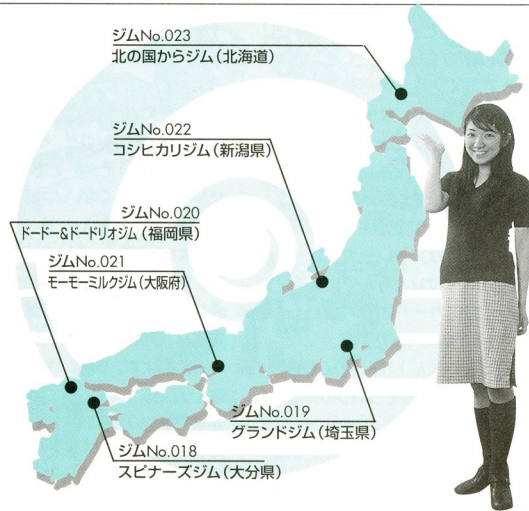 ジムNo.023
北の国からジム(北海道)
ジムNo.022
コシヒカリジム(新潟県)
ジムNo.020
ドードー&ドードリオジム(福岡県)
ジムNo.021
モーモーミルクジム(大阪府)
ジムNo.019
グランドジム(埼玉県)
ジムNo.018
スピナーズジム(大分県)